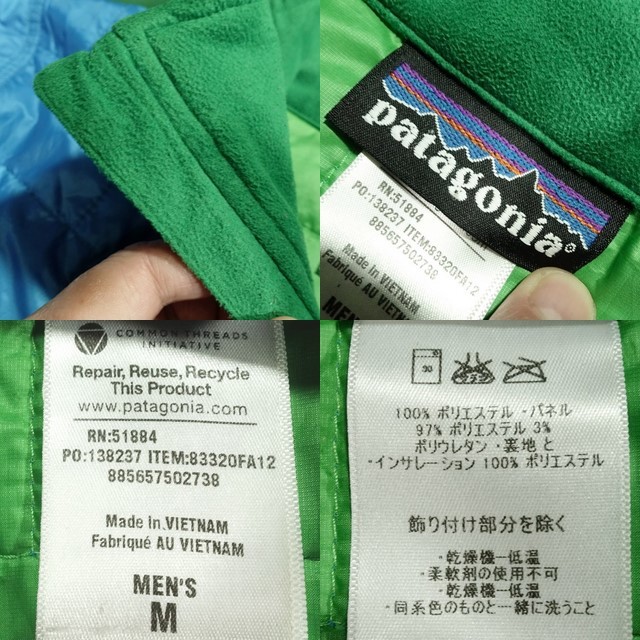 patagonia
RN:51884
PO:138237 ITEM:83320FA12
885657502738
Made in VIETNAM
Fabriqué AU VIETNAM
COMMON THREADS
INITIATIVE
Repair, Reuse, Recycle
This Product
www.patagonia.com
RN:51884
PO:138237 ITEM:83320FA12
885657502738
Made in VIETNAM
Fabriqué AU VIETNAM
MEN'S
M
30
100% ポリエステル・パネル
97% ポリエステル 3%
ポリウレタン・裏地と
・インサレーション 100% ポリエステル
飾り付け部分を除く
・乾燥機―低温
・柔軟剤の使用不可
・乾燥機―低温
・同系色のものと一緒に洗うこと